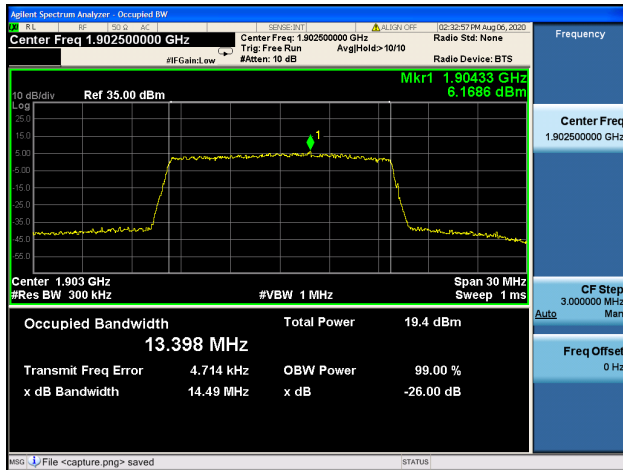 Agilent Spectrum Analyzer - Occupied BW
RL RF 50 Ω AC SENSE:INT ALIGN OFF 02:32:57 PM Aug 06, 2020
Center Freq 1.902500000 GHz Center Freq: 1.902500000 GHz Radio Std: None
Trig: Free Run Avg|Hold:> 10/10
#IFGain:Low #Atten: 10 dB Radio Device: BTS
Mkr1 1.90433 GHz
10 dB/div Ref 35.00 dBm 6.1686 dBm
Log
25.0
15.0
1
5.00
-5.00
-15.0
-25.0
-35.0
-45.0
-55.0
Center 1.903 GHz Span 30 MHz
#Res BW 300 kHz #VBW 1 MHz Sweep 1 ms
Occupied Bandwidth Total Power 19.4 dBm
13.398 MHz
Transmit Freq Error 4.714 kHz OBW Power 99.00 %
x dB Bandwidth 14.49 MHz x dB -26.00 dB
MSG File <capture.png> saved STATUS
Frequency
Center Freq
1.902500000 GHz
CF Step
3.000000 MHz
Auto Man
Freq Offset
0 Hz